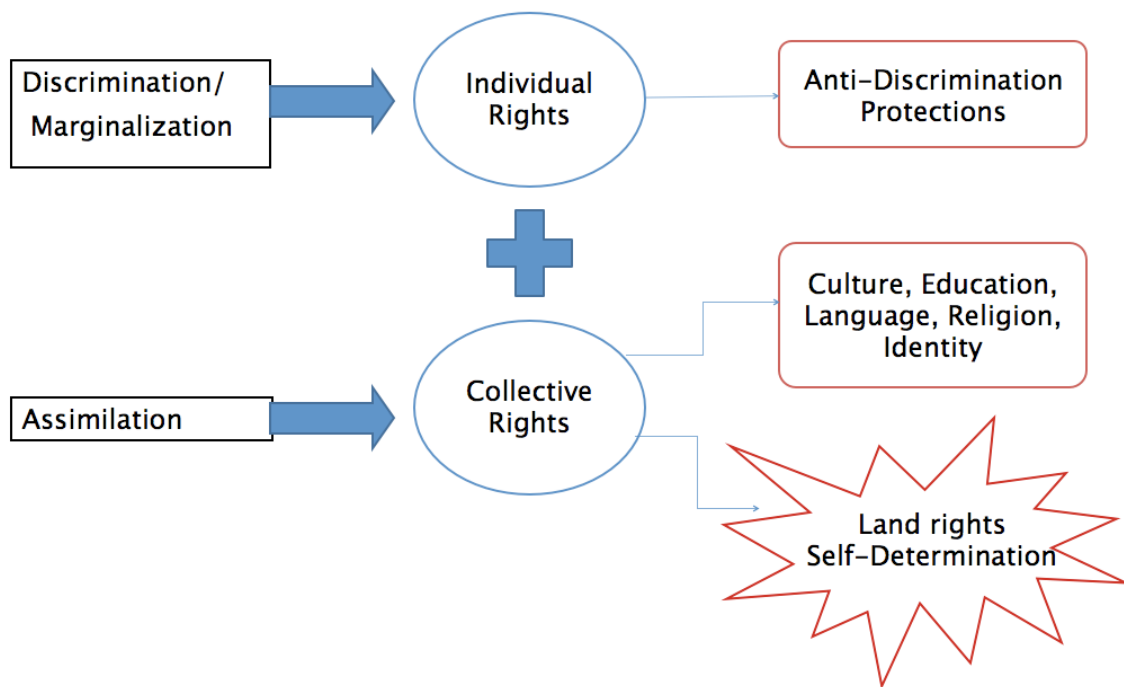 Discrimination/
Marginalization
Individual
Rights
Anti-Discrimination
Protections
Culture, Education,
Language, Religion,
Identity
Assimilation
Collective
Rights
Land rights
Self-Determination